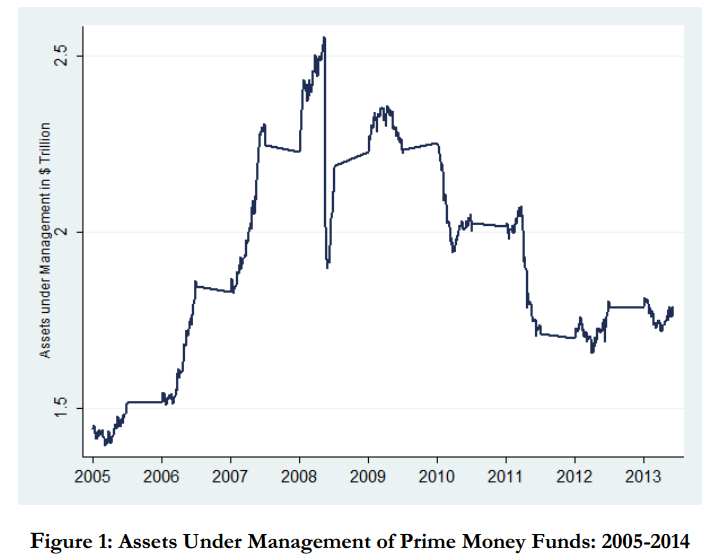 Assets under Management in $ Trillion
2.5
2
1.5
2005 2006 2007 2008 2009 2010 2011 2012 2013
Figure 1: Assets Under Management of Prime Money Funds: 2005-2014